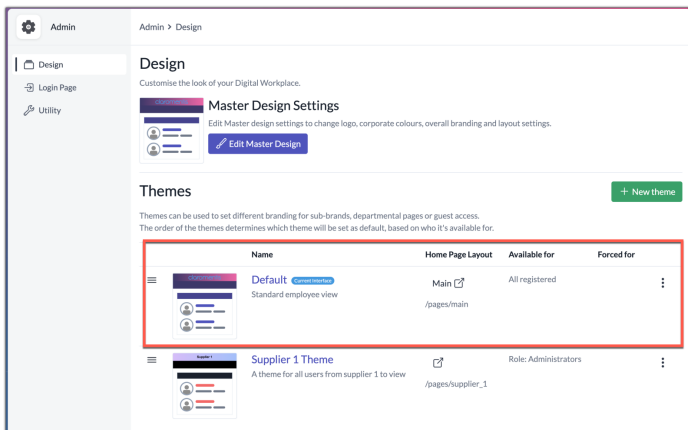 Admin
Admin > Design
Design
Login Page
Utility
Design
Customise the look of your Digital Workplace.
Master Design Settings
Edit Master design settings to change logo, corporate colours, overall branding and layout settings.
Edit Master Design
Themes
+ New theme
Themes can be used to set different branding for sub-brands, departmental pages or guest access.
The order of the themes determines which theme will be set as default, based on who it's available for.
Name Home Page Layout Available for Forced for
Default Current Interface Main All registered
Standard employee view
/pages/main
Supplier 1
Supplier 1 Theme Role: Administrators
A theme for all users from supplier 1 to view
/pages/supplier_1